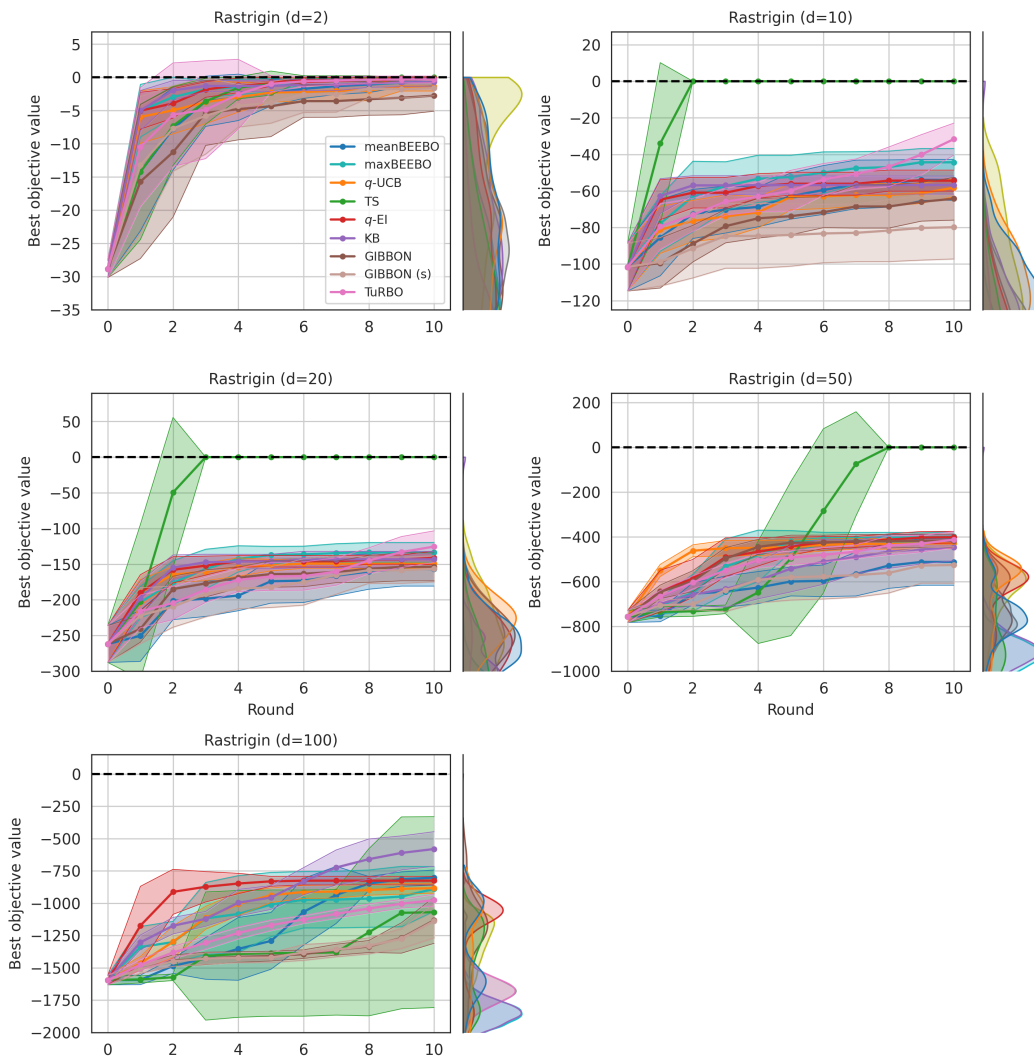 Rastrigin (d=2)
Best objective value
5
0
−5
−10
−15
−20
−25
−30
−35
0 2 4 6 8 10
meanBEEBO
maxBEEBO
q-UCB
TS
q-EI
KB
GIBBON
GIBBON (s)
TuRBO
Rastrigin (d=10)
Best objective value
20
0
−20
−40
−60
−80
−100
−120
0 2 4 6 8 10
Rastrigin (d=20)
Best objective value
50
0
−50
−100
−150
−200
−250
−300
0 2 4 6 8 10
Round
Rastrigin (d=50)
Best objective value
200
0
−200
−400
−600
−800
−1000
0 2 4 6 8 10
Round
Rastrigin (d=100)
Best objective value
0
−250
−500
−750
−1000
−1250
−1500
−1750
−2000
0 2 4 6 8 10